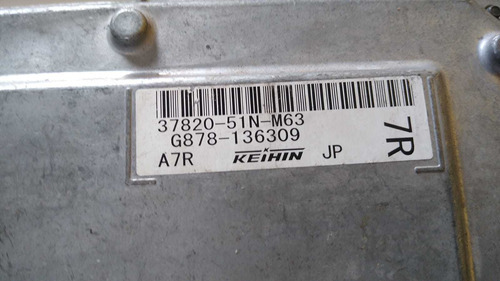 37820-51N-M63
G878-136309
A7R KEIHIN JP
7R